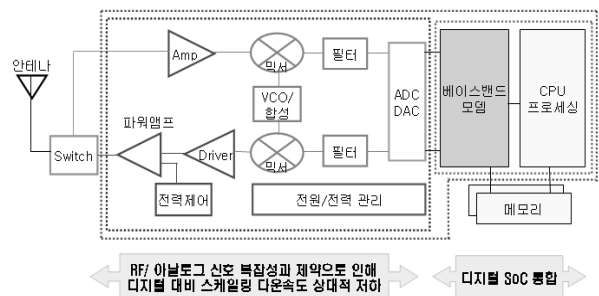 안테나
Switch
Amp
믹서
필터
VCO/
합성
파워앰프
Driver
믹서
필터
전력제어
전원/전력 관리
ADC
DAC
베이스밴드
모뎀
CPU
프로세싱
메모리
RF/ 아날로그 신호 복잡성과 제약으로 인해
디지털 대비 스케일링 다운속도 상대적 저하
디지털 SoC 통합